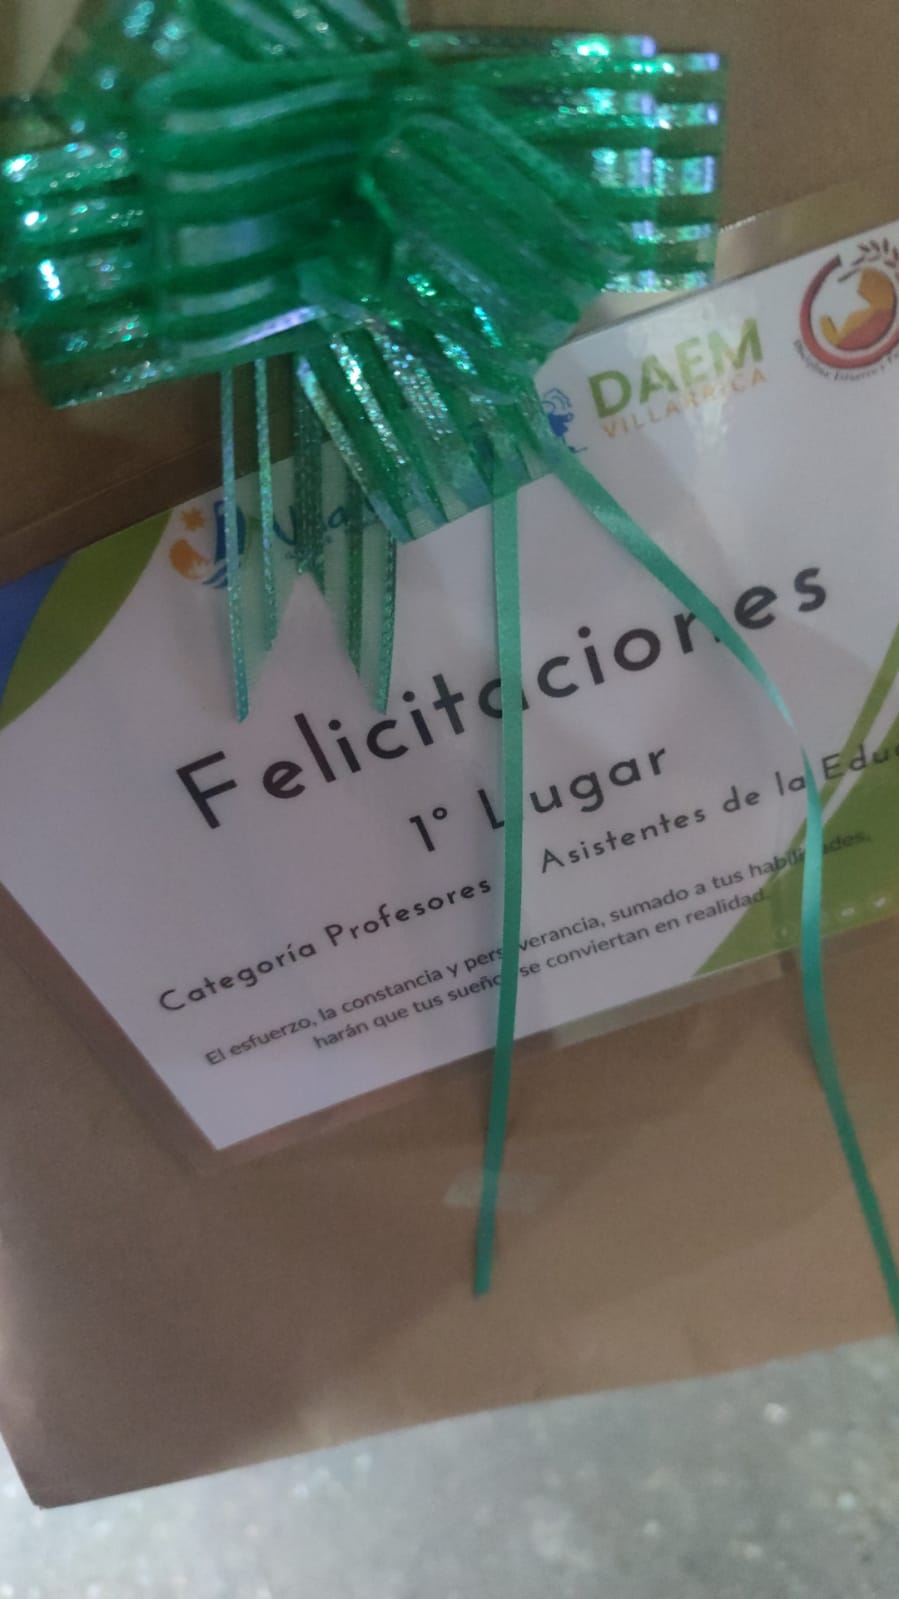 DAEM
VILLARRICA
Felicitaciones
1° Lugar
Categoría Profesores Asistentes de la
El esfuerzo, la constancia y perseverancia, sumado a tus habilidades,
harán que tus sueños se conviertan en realidad.